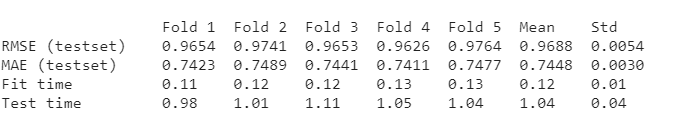 Fold 1 Fold 2 Fold 3 Fold 4 Fold 5 Mean Std
RMSE (testset) 0.9654 0.9741 0.9653 0.9626 0.9764 0.9688 0.0054
MAE (testset) 0.7423 0.7489 0.7441 0.7411 0.7477 0.7448 0.0030
Fit time 0.11 0.12 0.12 0.13 0.13 0.12 0.01
Test time 0.98 1.01 1.11 1.05 1.04 1.04 0.04